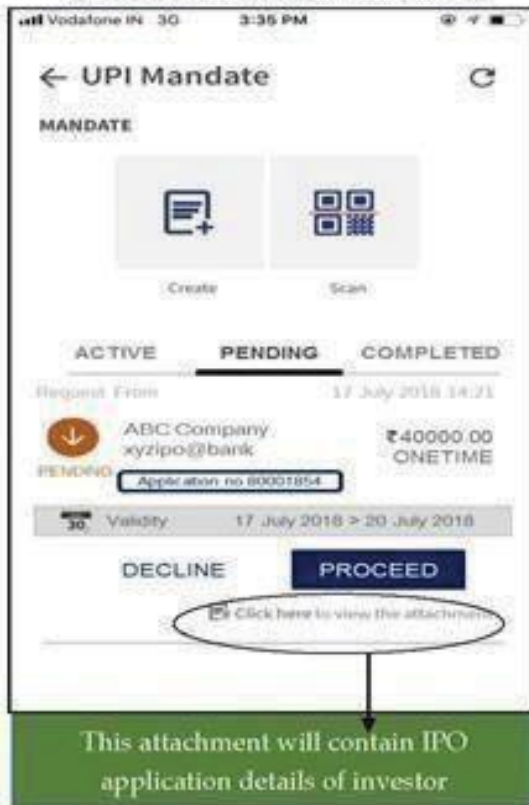 Vodafone IN 3G 3:35 PM
← UPI Mandate
MANDATE
Create Scan
ACTIVE PENDING COMPLETED
Request From 17 July 2018 14:21
ABC Company ₹40000.00
xyzipo@bank ONETIME
PENDING Application no 80001854
30 Validity 17 July 2018 > 20 July 2018
DECLINE PROCEED
Click here to view the attachment
This attachment will contain IPO
application details of investor